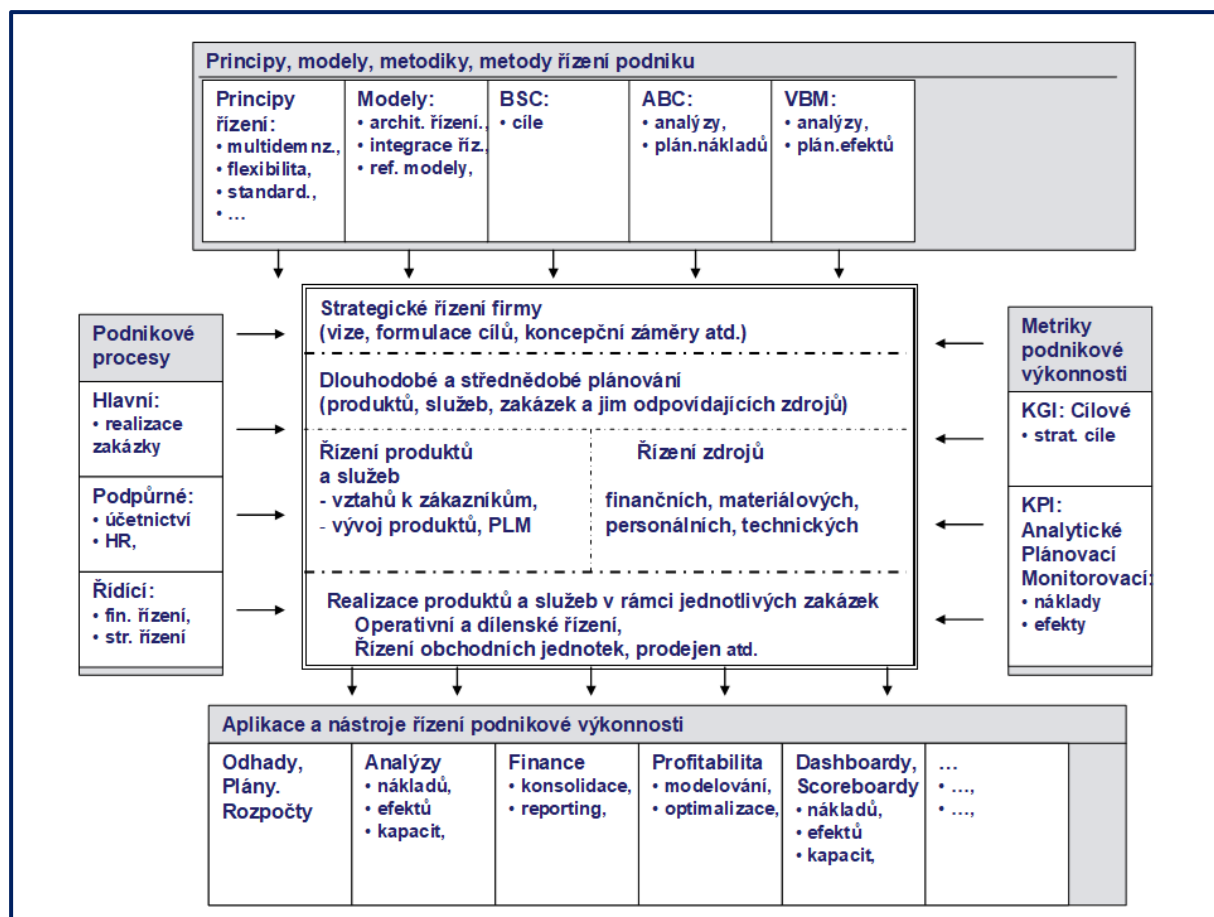 Principy, modely, metodiky, metody řízení podniku
Principy
řízení:
• multidemnz.,
• flexibilita,
• standard.,
• …
Modely:
• archit. řízení.,
• integrace říz.,
• ref. modely,
BSC:
• cíle
ABC:
• analýzy,
• plán.nákladů
VBM:
• analýzy,
• plán.efektů
Podnikové
procesy
Hlavní:
• realizace
zakázky
Podpůrné:
• účetnictví
• HR,
Řídící:
• fin. řízení,
• str. řízení
Strategické řízení firmy
(vize, formulace cílů, koncepční záměry atd.)
Dlouhodobé a střednědobé plánování
(produktů, služeb, zakázek a jim odpovídajících zdrojů)
Řízení produktů
a služeb
- vztahů k zákazníkům,
- vývoj produktů, PLM
Řízení zdrojů
finančních, materiálových,
personálních, technických
Realizace produktů a služeb v rámci jednotlivých zakázek
Operativní a dílenské řízení,
Řízení obchodních jednotek, prodejen atd.
Metriky
podnikové
výkonnosti
KGI: Cílové
• strat. cíle
KPI:
Analytické
Plánovací
Monitorovací:
• náklady
• efekty
Aplikace a nástroje řízení podnikové výkonnosti
Odhady,
Plány.
Rozpočty
Analýzy
• nákladů,
• efektů
• kapacit,
Finance
• konsolidace,
• reporting,
Profitabilita
• modelování,
• optimalizace,
Dashboardy,
Scoreboardy
• nákladů,
• efektů
• kapacit,
…
• …,
• …,